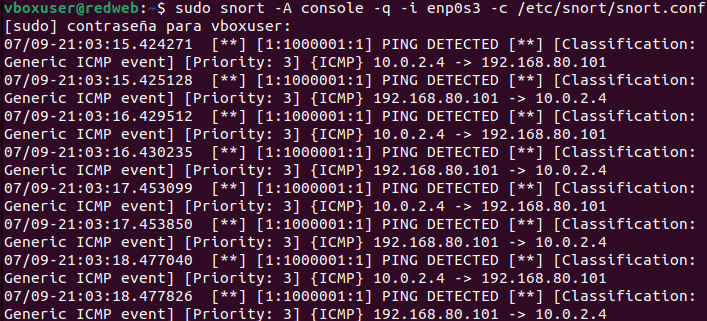 vboxuser@redweb:~$ sudo snort -A console -q -i enp0s3 -c /etc/snort/snort.conf
[sudo] contraseña para vboxuser:
07/09-21:03:15.424271  [**] [1:1000001:1] PING DETECTED [**] [Classification:
Generic ICMP event] [Priority: 3] {ICMP} 10.0.2.4 -> 192.168.80.101
07/09-21:03:15.425128  [**] [1:1000001:1] PING DETECTED [**] [Classification:
Generic ICMP event] [Priority: 3] {ICMP} 192.168.80.101 -> 10.0.2.4
07/09-21:03:16.429512  [**] [1:1000001:1] PING DETECTED [**] [Classification:
Generic ICMP event] [Priority: 3] {ICMP} 10.0.2.4 -> 192.168.80.101
07/09-21:03:16.430235  [**] [1:1000001:1] PING DETECTED [**] [Classification:
Generic ICMP event] [Priority: 3] {ICMP} 192.168.80.101 -> 10.0.2.4
07/09-21:03:17.453099  [**] [1:1000001:1] PING DETECTED [**] [Classification:
Generic ICMP event] [Priority: 3] {ICMP} 10.0.2.4 -> 192.168.80.101
07/09-21:03:17.453850  [**] [1:1000001:1] PING DETECTED [**] [Classification:
Generic ICMP event] [Priority: 3] {ICMP} 192.168.80.101 -> 10.0.2.4
07/09-21:03:18.477040  [**] [1:1000001:1] PING DETECTED [**] [Classification:
Generic ICMP event] [Priority: 3] {ICMP} 10.0.2.4 -> 192.168.80.101
07/09-21:03:18.477826  [**] [1:1000001:1] PING DETECTED [**] [Classification:
Generic ICMP event] [Priority: 3] {ICMP} 192.168.80.101 -> 10.0.2.4